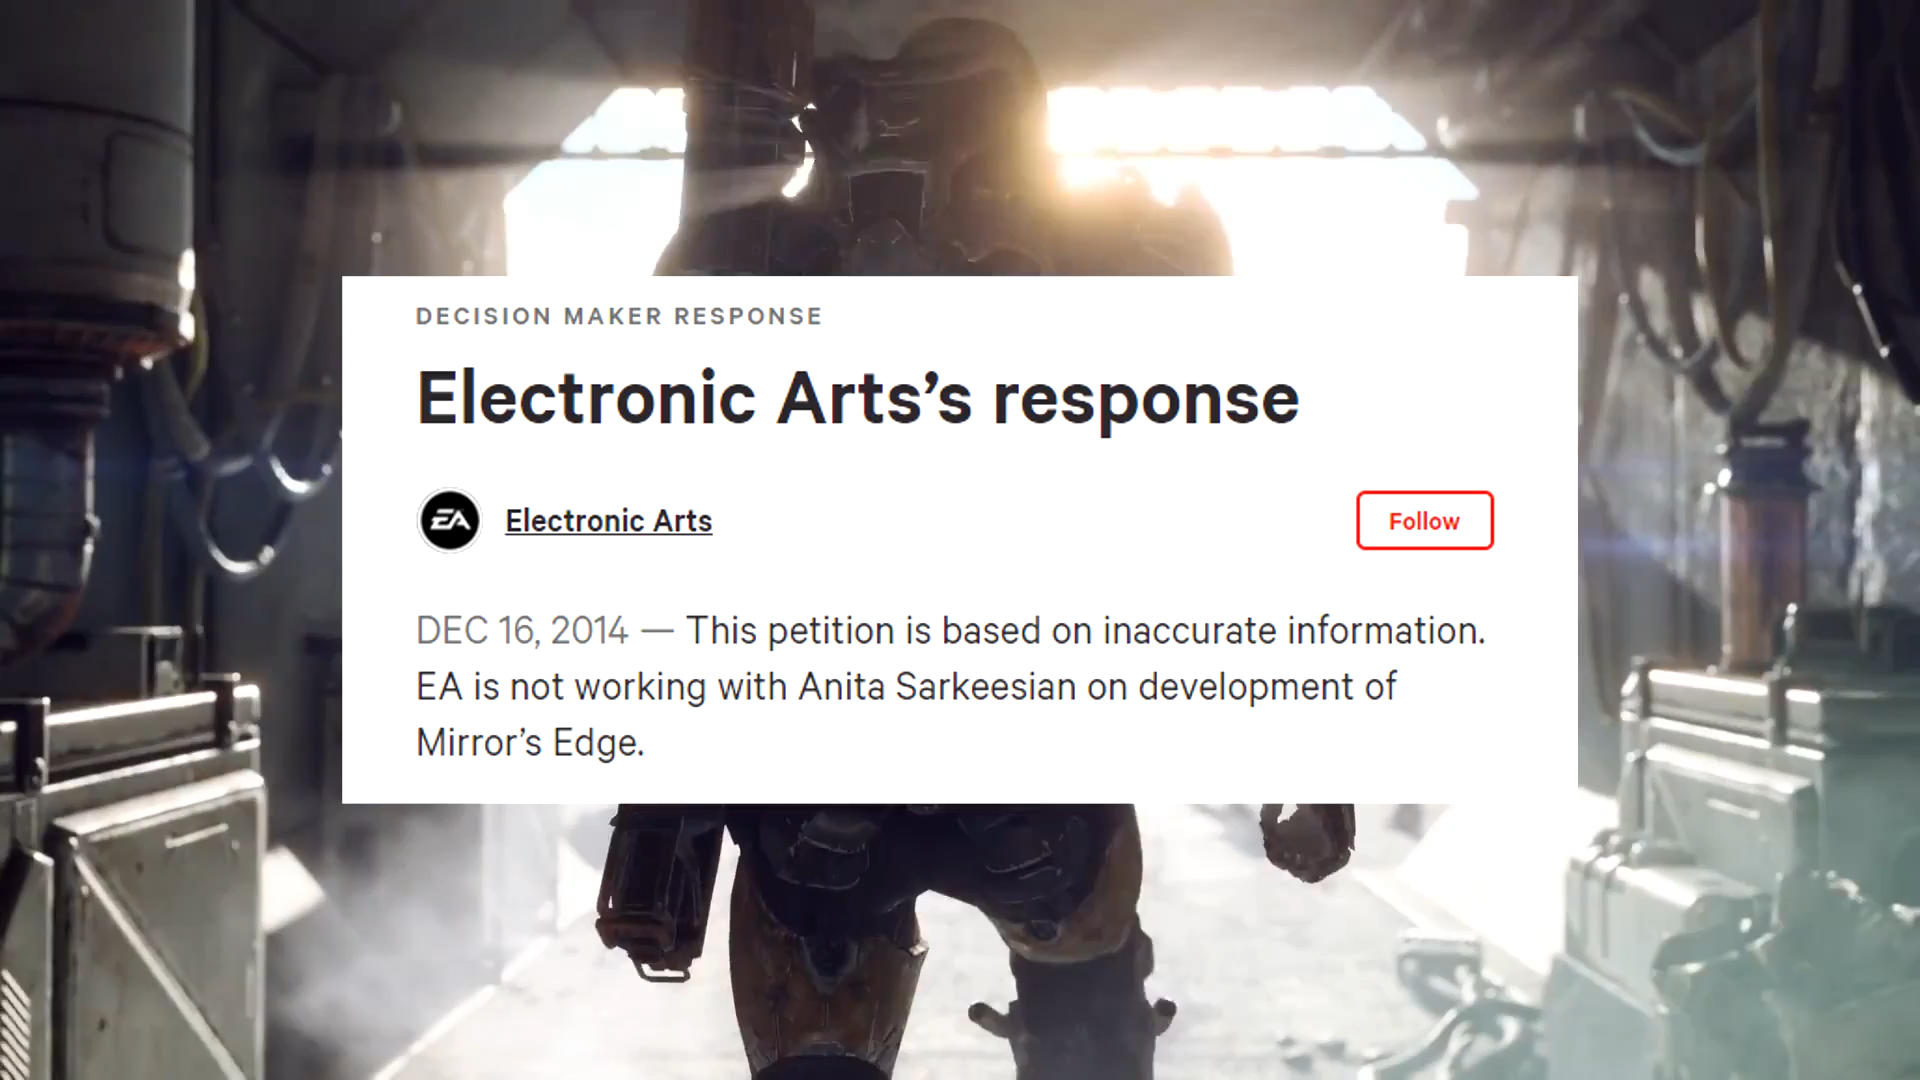 DECISION MAKER RESPONSE
Electronic Arts’s response
EA
Electronic Arts
Follow
DEC 16, 2014 — This petition is based on inaccurate information.
EA is not working with Anita Sarkeesian on development of
Mirror’s Edge.